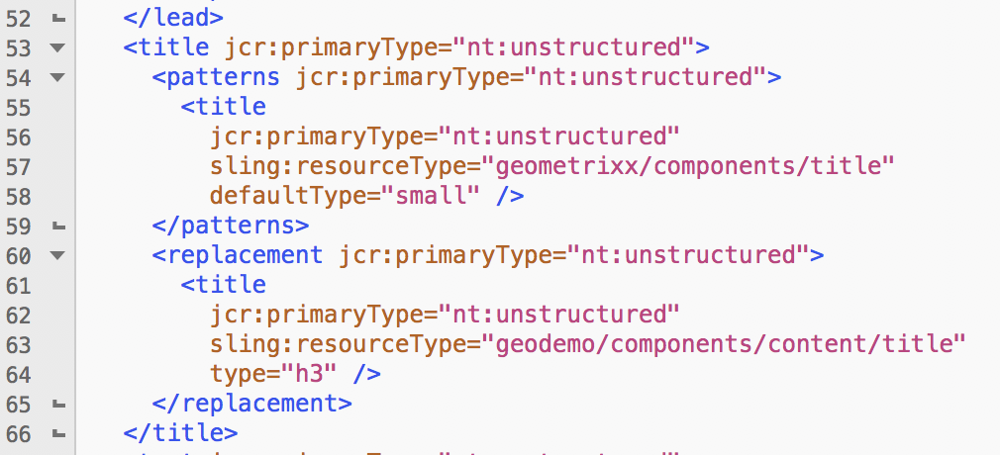 52 </lead>
53 <title jcr:primaryType="nt:unstructured">
54 <patterns jcr:primaryType="nt:unstructured">
55 <title
56 jcr:primaryType="nt:unstructured"
57 sling:resourceType="geometrixx/components/title"
58 defaultType="small" />
59 </patterns>
60 <replacement jcr:primaryType="nt:unstructured">
61 <title
62 jcr:primaryType="nt:unstructured"
63 sling:resourceType="geodemo/components/content/title"
64 type="h3" />
65 </replacement>
66 </title>